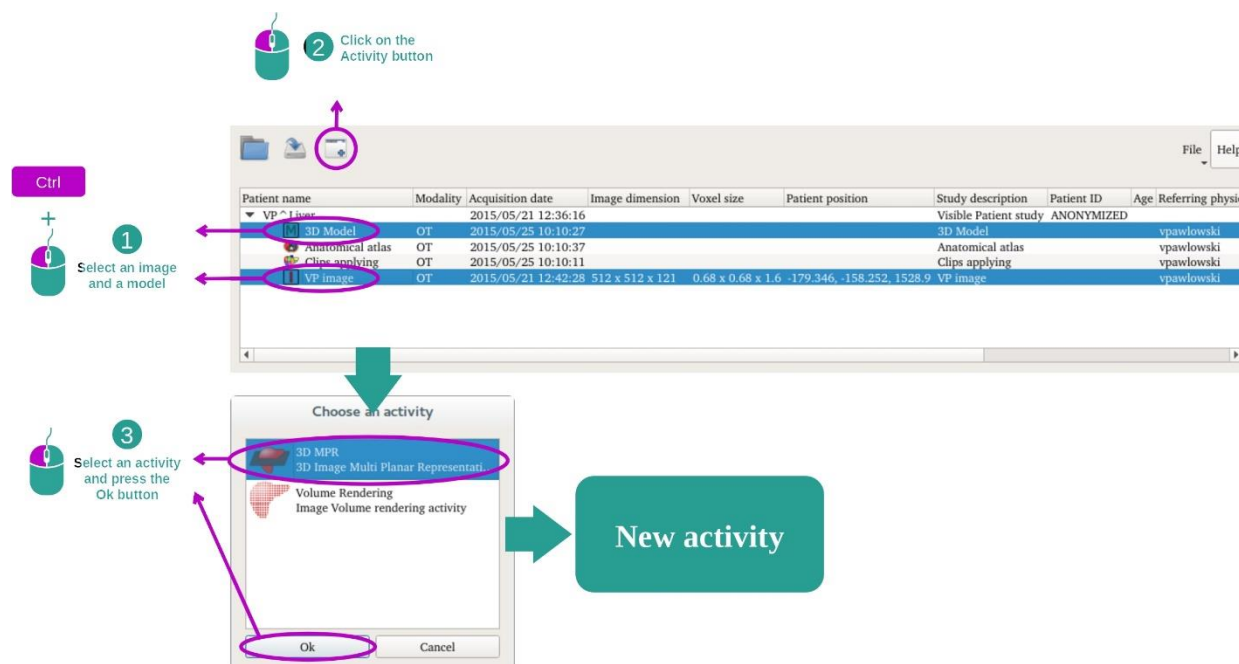 2
Click on the
Activity button
File
Help
Ctrl
+
1
Select an image
and a model
Patient name Modality Acquisition date Image dimension Voxel size Patient position Study description Patient ID Age Referring physici
VP^Liver 2015/05/21 12:36:16 Visible Patient study ANONYMIZED
M 3D Model OT 2015/05/25 10:10:27 3D Model vpawlowski
Anatomical atlas OT 2015/05/25 10:10:37 Anatomical atlas vpawlowski
Clips applying OT 2015/05/25 10:10:11 Clips applying vpawlowski
I VP image OT 2015/05/21 12:42:28 512 x 512 x 121 0.68 x 0.68 x 1.6 -179.346, -158.252, 1528.9 VP image vpawlowski
Choose an activity
3
Select an activity
and press the
Ok button
3D MPR
3D Image Multi Planar Representati..
Volume Rendering
Image Volume rendering activity
New activity
Ok Cancel